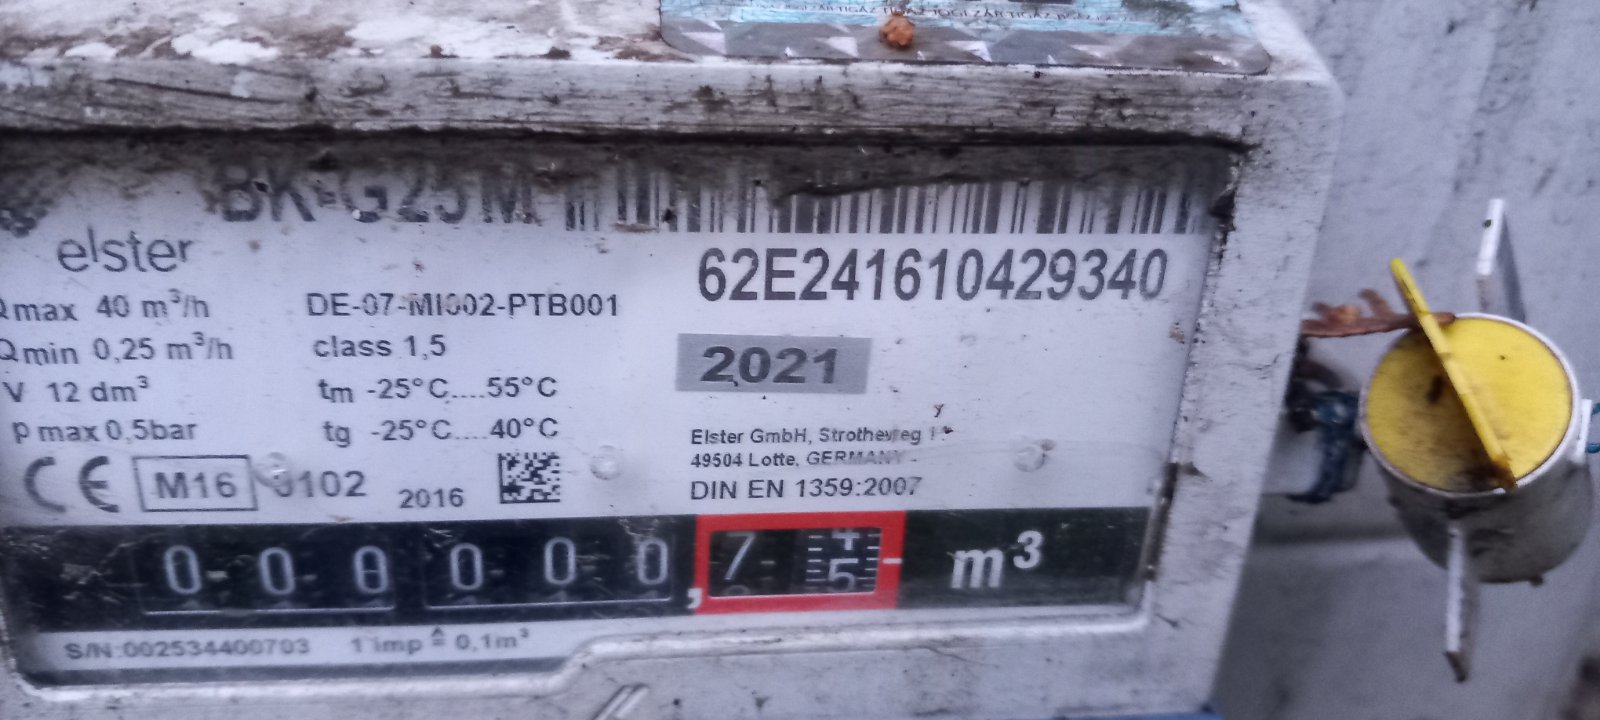 BK-G25M
elster
62E241610429340
Qmax 40 m³/h
DE-07-MI002-PTB001
Qmin 0,25 m³/h
class 1,5
2021
V 12 dm³
tm -25°C....55°C
p max 0,5bar
tg -25°C....40°C
Elster GmbH, Strotheweg 1
49504 Lotte, GERMANY
CE M16 0102 2016
DIN EN 1359:2007
0 0 0 0 0 0 , 7 4 5 m³
S/N:002534400703 1 imp ≙ 0,1m³